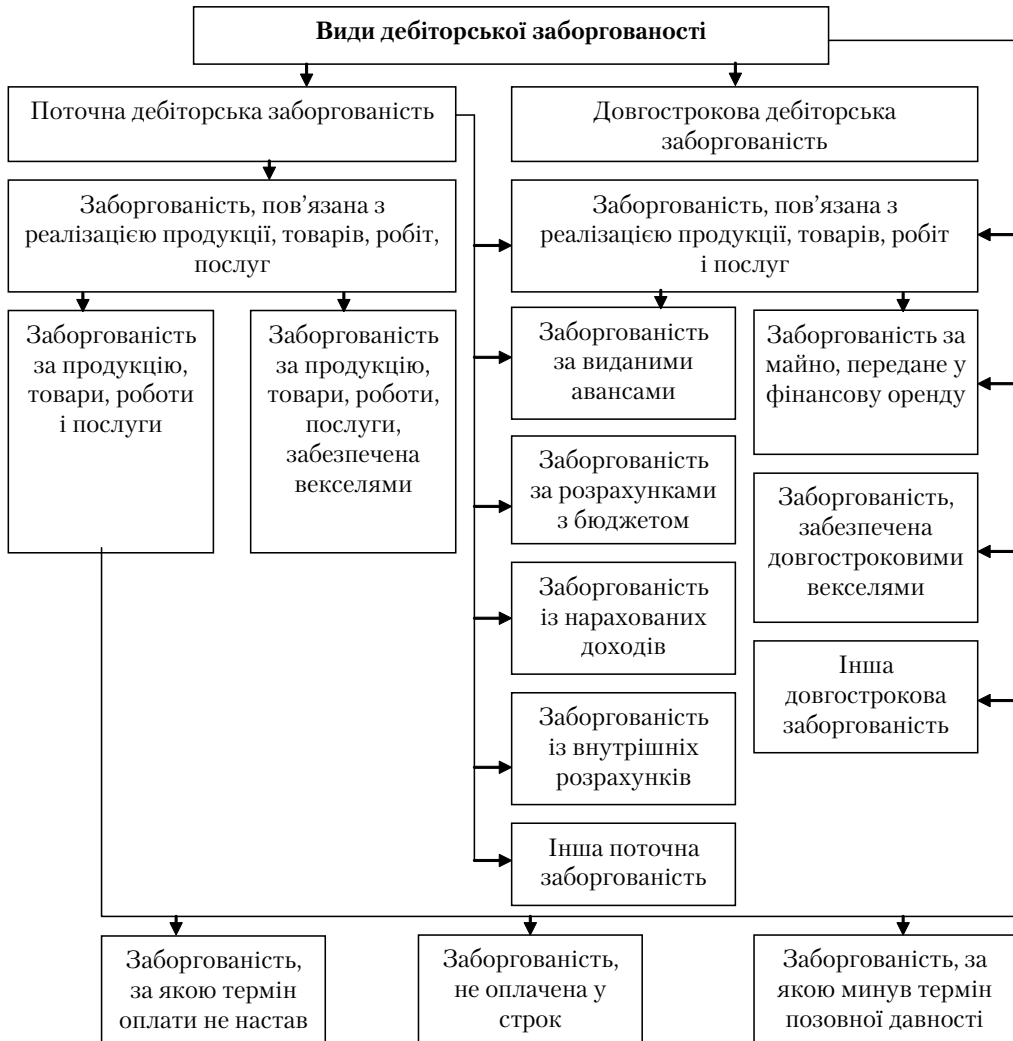 Види дебіторської заборгованості
Поточна дебіторська заборгованість
Довгострокова дебіторська
заборгованість
Заборгованість, пов’язана з
реалізацією продукції, товарів, робіт,
послуг
Заборгованість, пов’язана з
реалізацією продукції, товарів, робіт
і послуг
Заборгованість
за продукцію,
товари, роботи
і послуги
Заборгованість
за продукцію,
товари, роботи,
послуги,
забезпечена
векселями
Заборгованість
за виданими
авансами
Заборгованість за
майно, передане у
фінансову оренду
Заборгованість
за розрахунками
з бюджетом
Заборгованість,
забезпечена
довгостроковими
векселями
Заборгованість
із нарахованих
доходів
Інша
довгострокова
заборгованість
Заборгованість
із внутрішніх
розрахунків
Інша поточна
заборгованість
Заборгованість,
за якою термін
оплати не настав
Заборгованість,
не оплачена у
строк
Заборгованість, за
якою минув термін
позовної давності